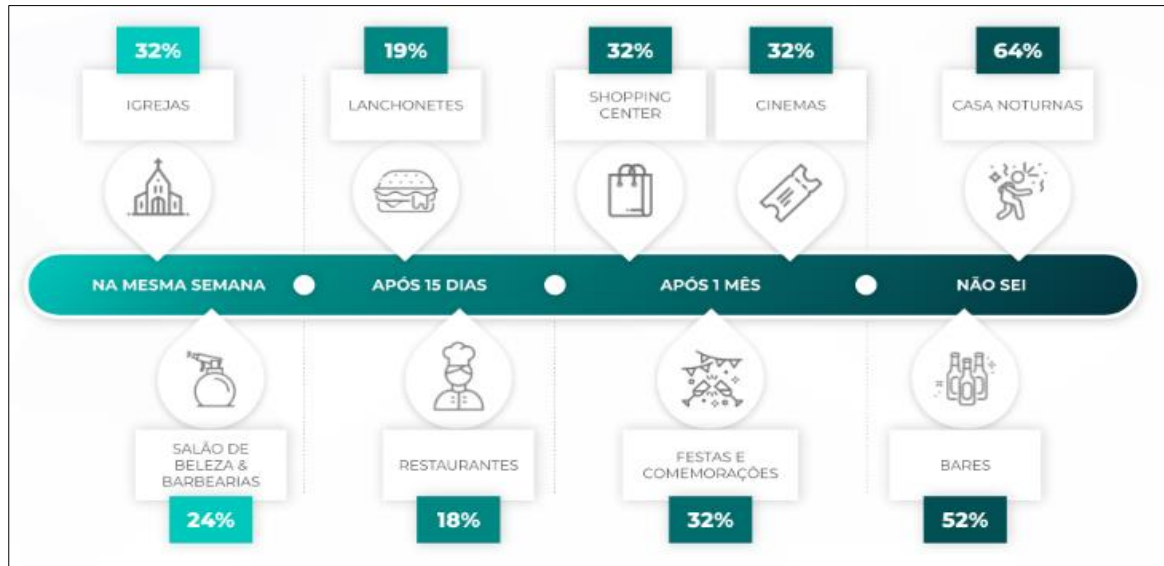 32%
IGREJAS
19%
LANCHONETES
32%
SHOPPING
CENTER
32%
CINEMAS
64%
CASA NOTURNAS
NA MESMA SEMANA
APÓS 15 DIAS
APÓS 1 MÊS
NÃO SEI
SALÃO DE
BELEZA &
BARBEARIAS
24%
RESTAURANTES
18%
FESTAS E
COMEMORAÇÕES
32%
BARES
52%